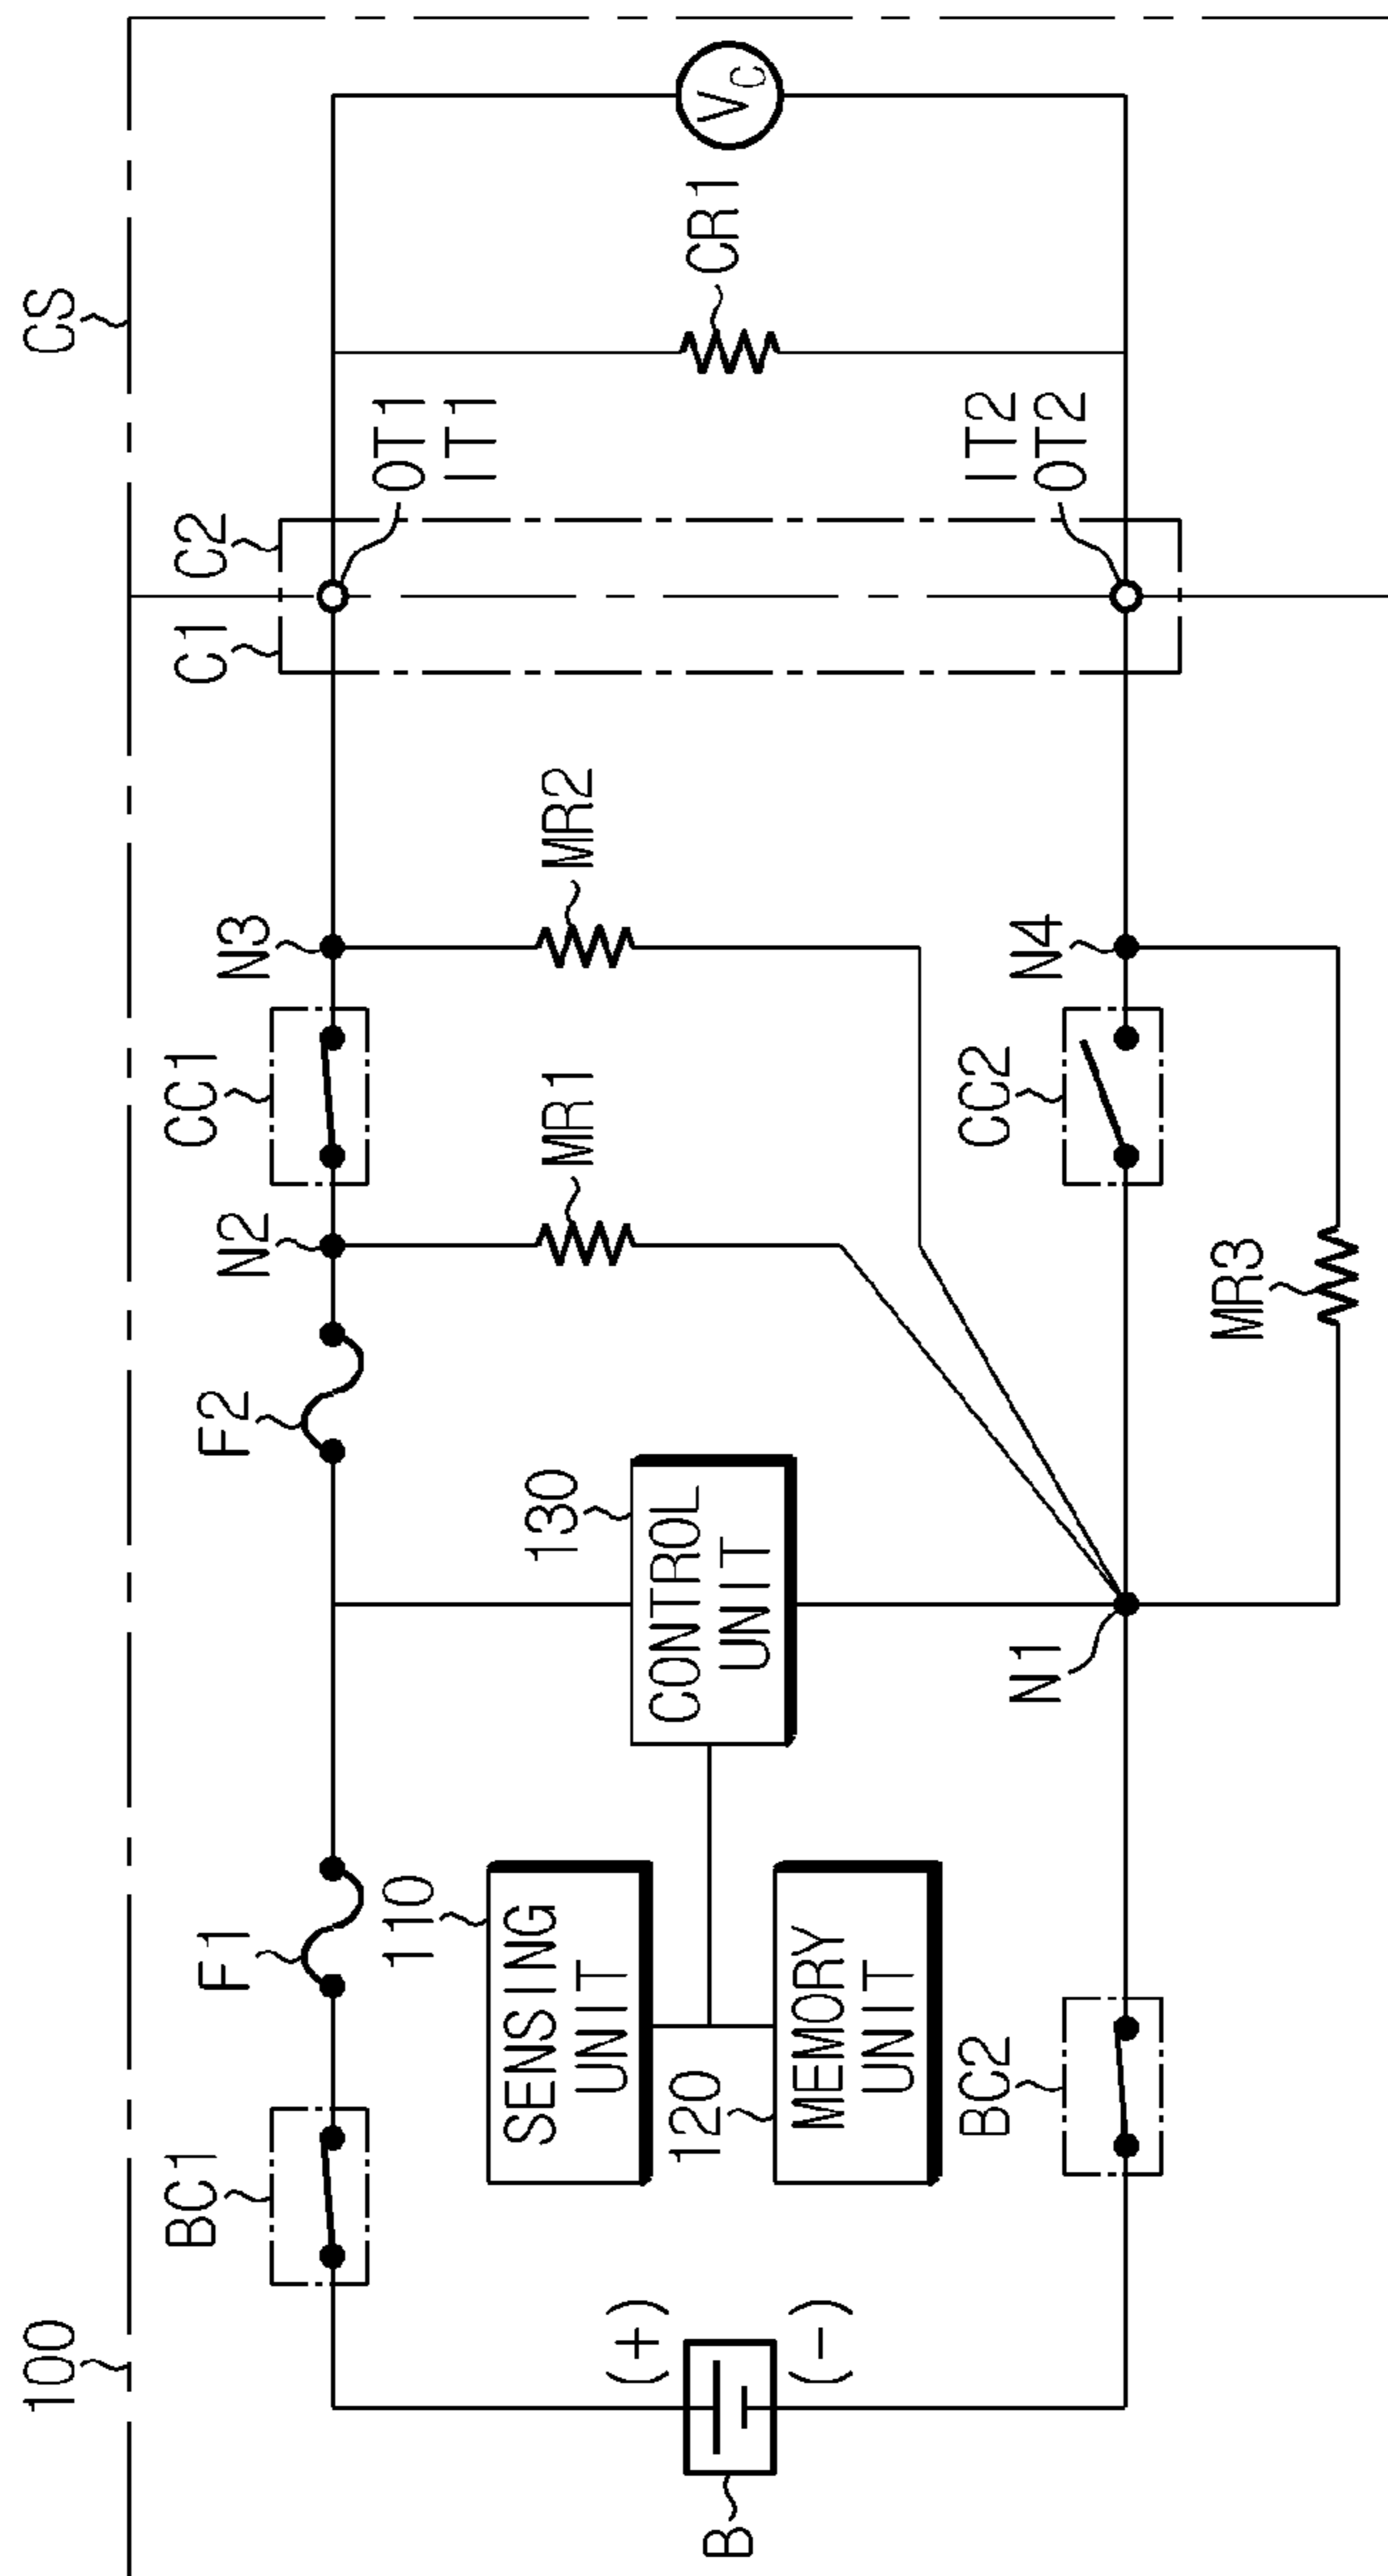 100
CS
BC1
F1
F2
N2
CC1
N3
C1
C2
OT1
IT1
110
SENSING
UNIT
120
MEMORY
UNIT
130
CONTROL
UNIT
MR1
MR2
CR1
VC
B
(+)
(-)
BC2
N1
CC2
N4
IT2
OT2
MR3